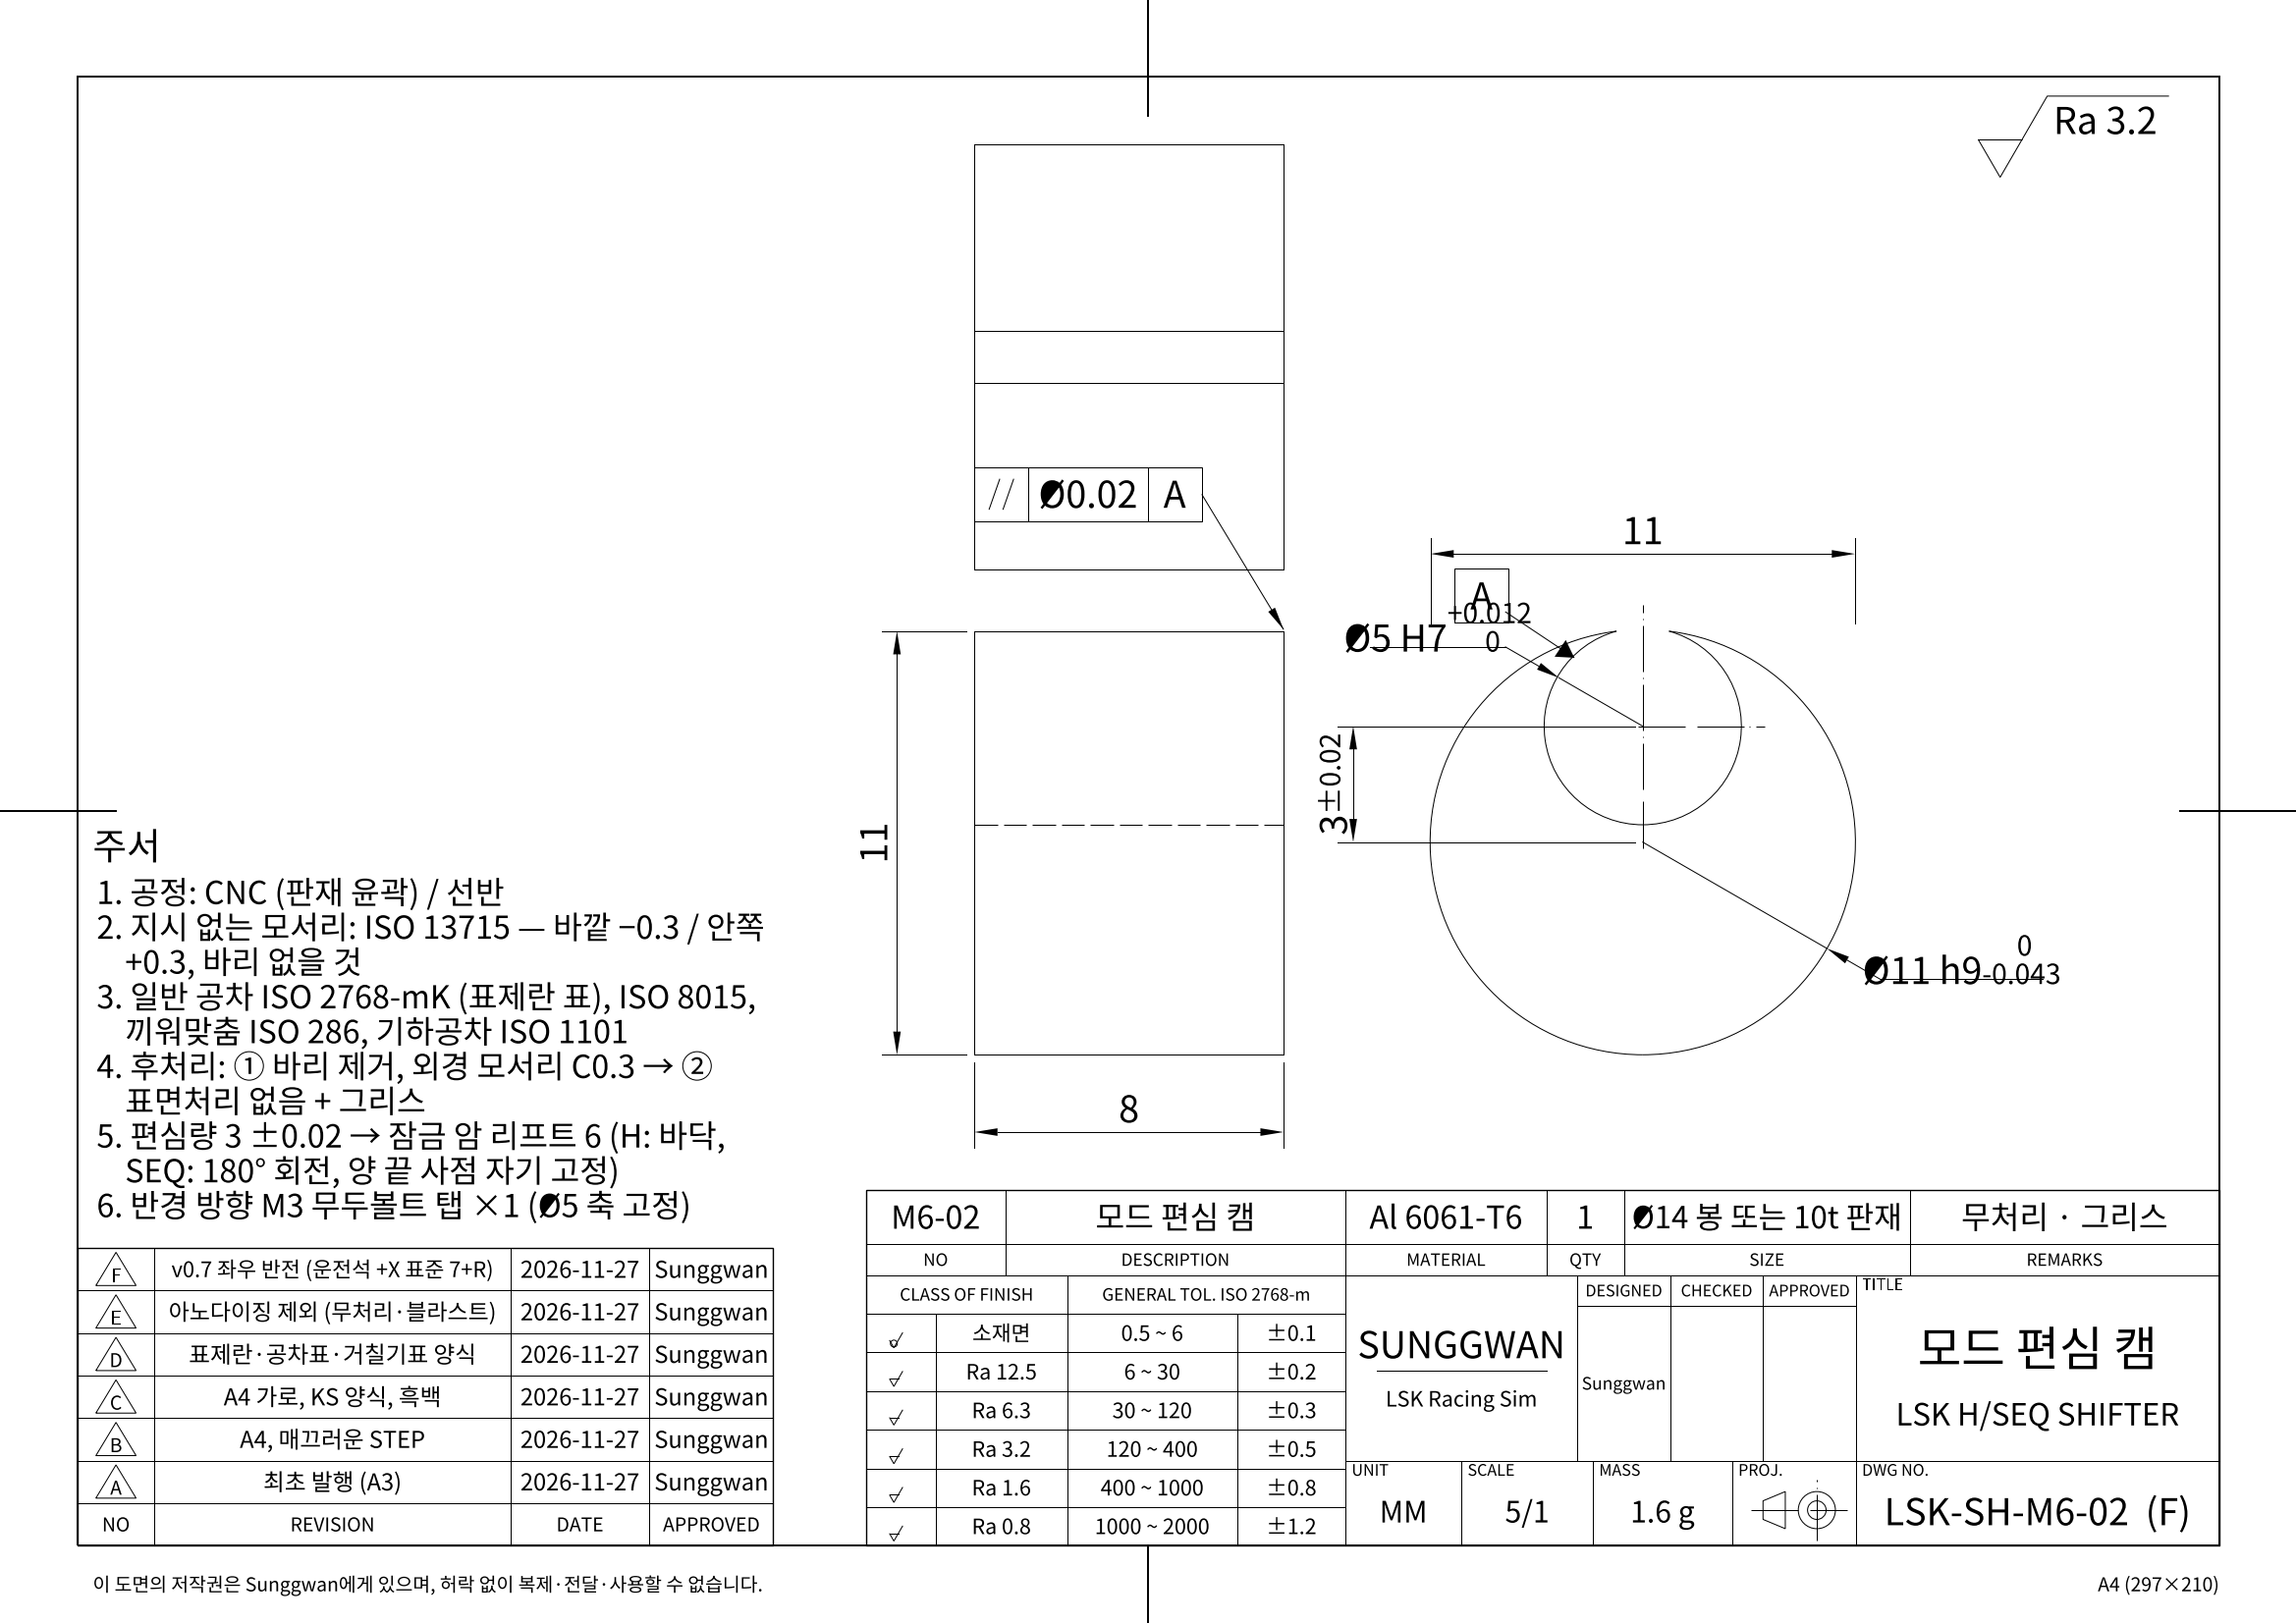 Ra 3.2
// Ø0.02 A
11
A
Ø5 H7 +0.012 0
3±0.02
11
Ø11 h9 0 -0.043
8
주서
1. 공정: CNC (판재 윤곽) / 선반
2. 지시 없는 모서리: ISO 13715 — 바깥 −0.3 / 안쪽
+0.3, 바리 없을 것
3. 일반 공차 ISO 2768-mK (표제란 표), ISO 8015,
끼워맞춤 ISO 286, 기하공차 ISO 1101
4. 후처리: ① 바리 제거, 외경 모서리 C0.3 → ②
표면처리 없음 + 그리스
5. 편심량 3 ±0.02 → 잠금 암 리프트 6 (H: 바닥,
SEQ: 180° 회전, 양 끝 사점 자기 고정)
6. 반경 방향 M3 무두볼트 탭 ×1 (Ø5 축 고정)
F v0.7 좌우 반전 (운전석 +X 표준 7+R) 2026-11-27 Sunggwan
E 아노다이징 제외 (무처리·블라스트) 2026-11-27 Sunggwan
D 표제란·공차표·거칠기표 양식 2026-11-27 Sunggwan
C A4 가로, KS 양식, 흑백 2026-11-27 Sunggwan
B A4, 매끄러운 STEP 2026-11-27 Sunggwan
A 최초 발행 (A3) 2026-11-27 Sunggwan
NO REVISION DATE APPROVED
M6-02 모드 편심 캠 Al 6061-T6 1 Ø14 봉 또는 10t 판재 무처리 · 그리스
NO DESCRIPTION MATERIAL QTY SIZE REMARKS
CLASS OF FINISH GENERAL TOL. ISO 2768-m
소재면 0.5 ~ 6 ±0.1
Ra 12.5 6 ~ 30 ±0.2
Ra 6.3 30 ~ 120 ±0.3
Ra 3.2 120 ~ 400 ±0.5
Ra 1.6 400 ~ 1000 ±0.8
Ra 0.8 1000 ~ 2000 ±1.2
SUNGGWAN
LSK Racing Sim
DESIGNED CHECKED APPROVED
Sunggwan
TITLE
모드 편심 캠
LSK H/SEQ SHIFTER
UNIT SCALE MASS PROJ. DWG NO.
MM 5/1 1.6 g LSK-SH-M6-02 (F)
이 도면의 저작권은 Sunggwan에게 있으며, 허락 없이 복제·전달·사용할 수 없습니다.
A4 (297×210)